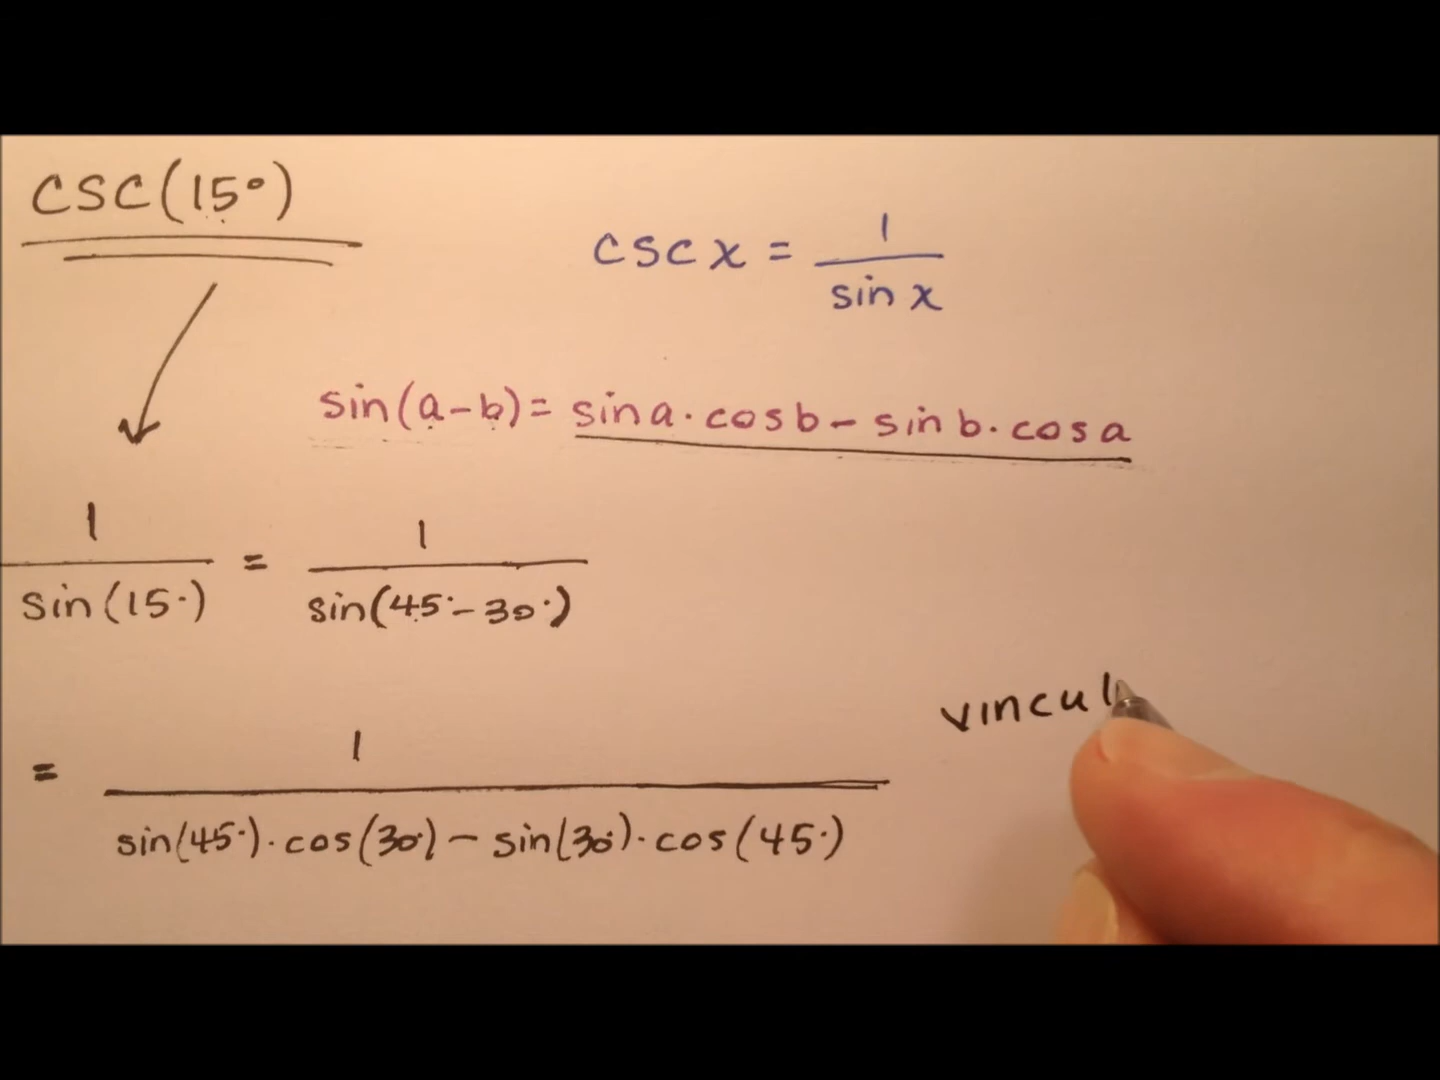 csc(15°)
csc x = 1/sin x
sin(a-b) = sin a · cos b - sin b · cos a
1/sin(15°) = 1/sin(45° - 30°)
= 1/sin(45°) · cos(30°) - sin(30°) · cos(45°)
vincul